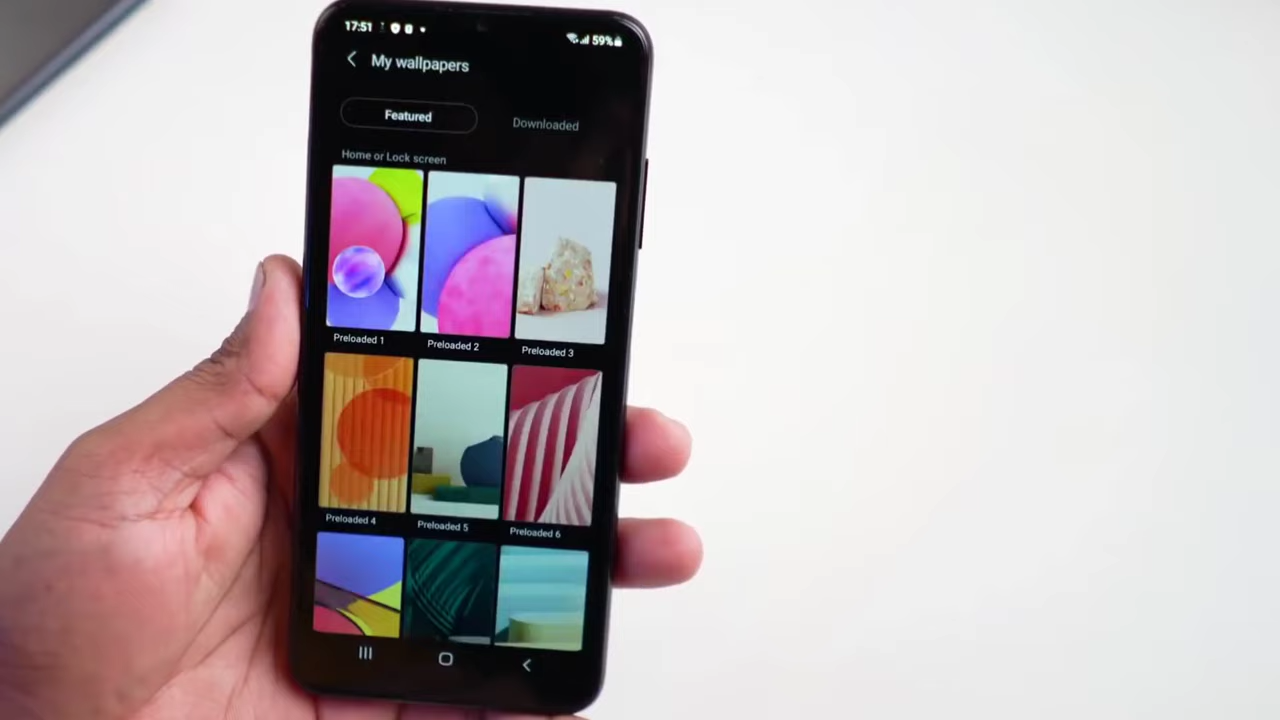 17:51
59%
My wallpapers
Featured
Downloaded
Home or Lock screen
Preloaded 1
Preloaded 2
Preloaded 3
Preloaded 4
Preloaded 5
Preloaded 6